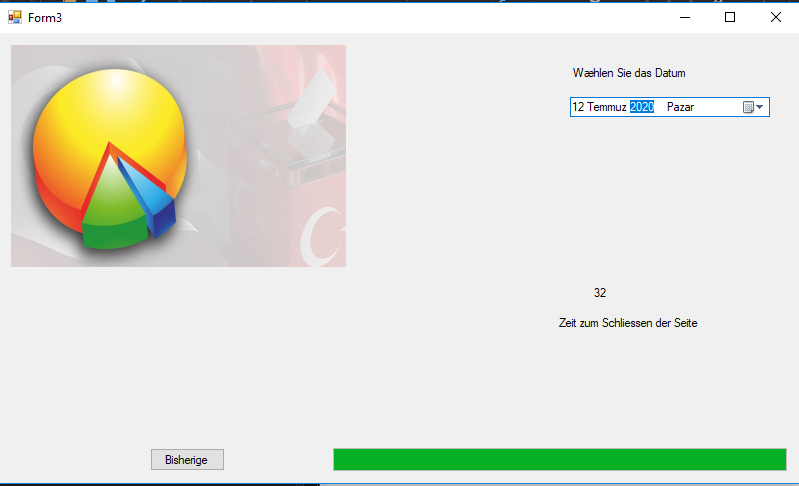 Form3
Wæhlen Sie das Datum
12 Temmuz 2020 Pazar
32
Zeit zum Schliessen der Seite
Bisherige